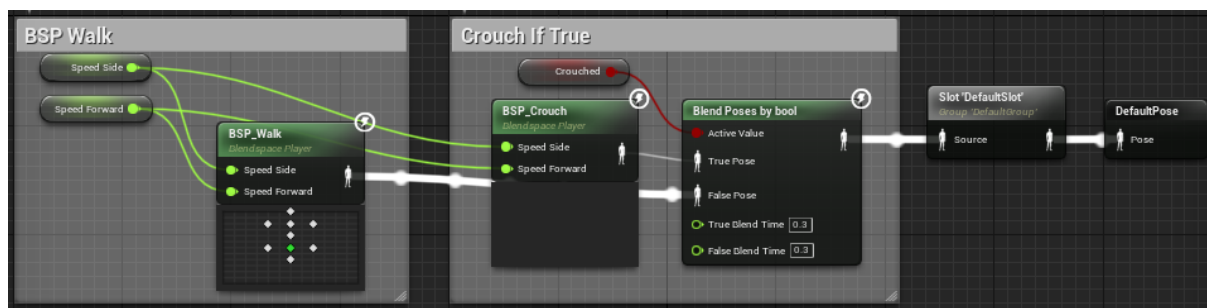 BSP Walk
Speed Side
Speed Forward
BSP_Walk
Blendspace Player
Speed Side
Speed Forward
Crouch If True
Crouched
BSP_Crouch
Blendspace Player
Speed Side
Speed Forward
Blend Poses by bool
Active Value
True Pose
False Pose
True Blend Time 0.3
False Blend Time 0.3
Slot 'DefaultSlot'
Group 'DefaultGroup'
Source
DefaultPose
Pose